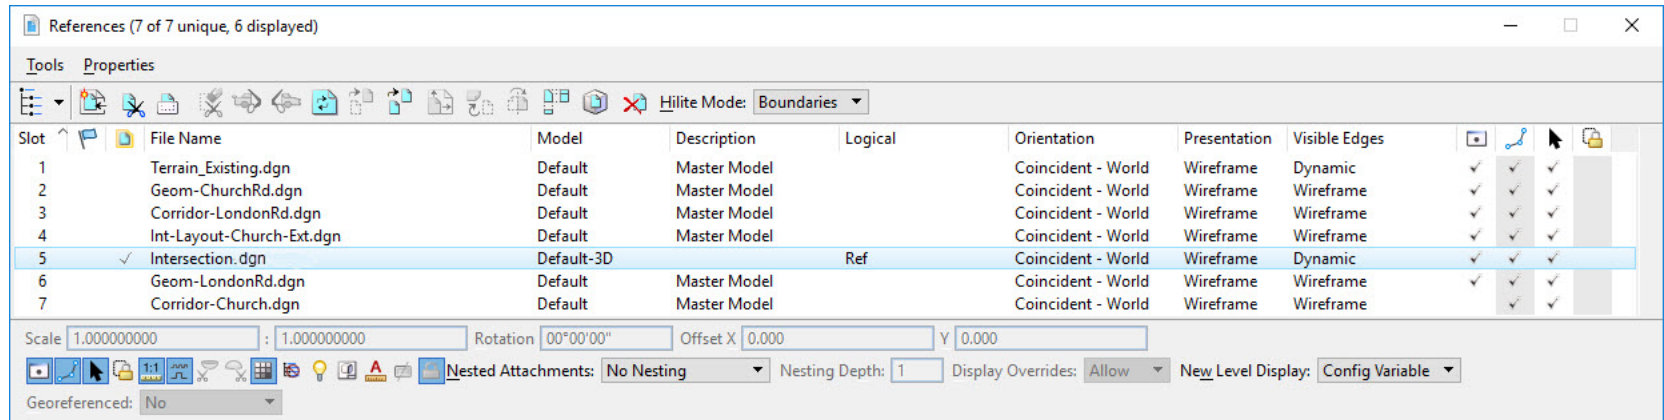 References (7 of 7 unique, 6 displayed)
Tools Properties
Hilite Mode: Boundaries
Slot File Name Model Description Logical Orientation Presentation Visible Edges
1 Terrain_Existing.dgn Default Master Model Coincident - World Wireframe Dynamic
2 Geom-ChurchRd.dgn Default Master Model Coincident - World Wireframe Wireframe
3 Corridor-LondonRd.dgn Default Master Model Coincident - World Wireframe Wireframe
4 Int-Layout-Church-Ext.dgn Default Master Model Coincident - World Wireframe Wireframe
5 Intersection.dgn Default-3D Ref Coincident - World Wireframe Dynamic
6 Geom-LondonRd.dgn Default Master Model Coincident - World Wireframe Wireframe
7 Corridor-Church.dgn Default Master Model Coincident - World Wireframe Wireframe
Scale 1.000000000 : 1.000000000 Rotation 00°00'00" Offset X 0.000 Y 0.000
1:1 A Nested Attachments: No Nesting Nesting Depth: 1 Display Overrides: Allow New Level Display: Config Variable
Georeferenced: No